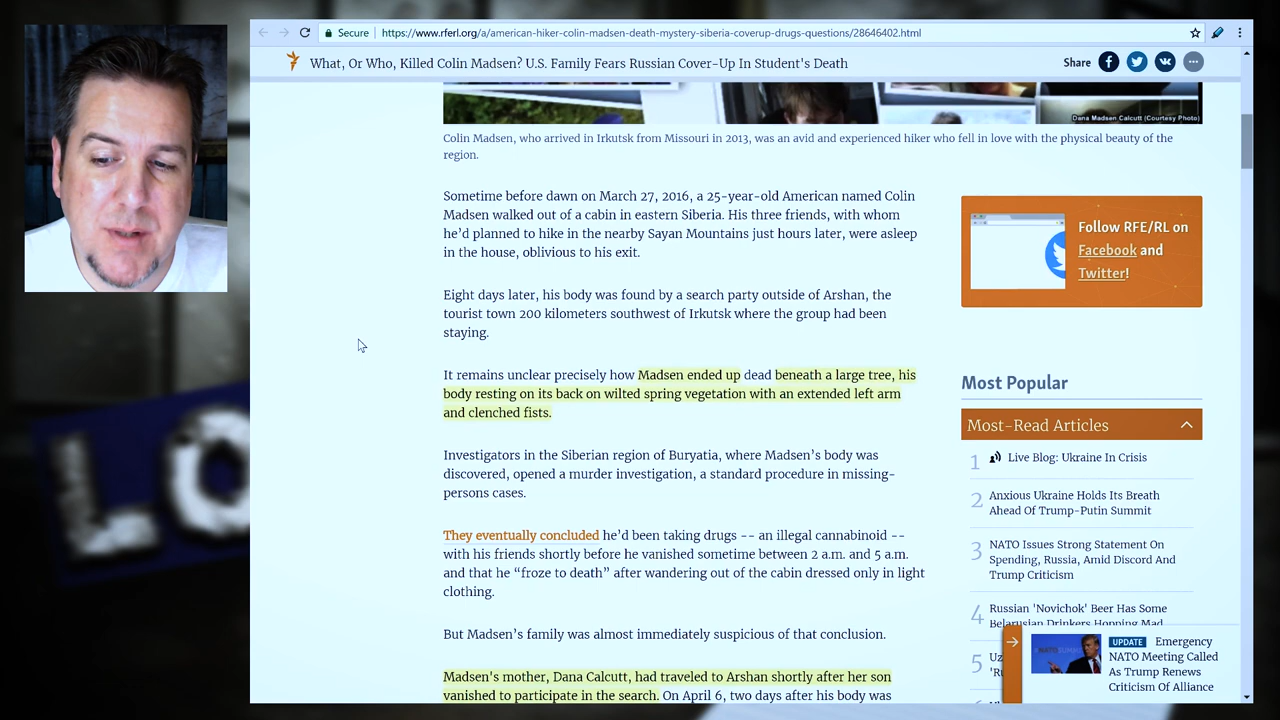 Secure
https://www.rferl.org/a/american-hiker-colin-madsen-death-mystery-siberia-coverup-drugs-questions/28646402.html
What, Or Who, Killed Colin Madsen? U.S. Family Fears Russian Cover-Up In Student's Death
Share
Dana Madsen Calcutt (Courtesy Photo)
Colin Madsen, who arrived in Irkutsk from Missouri in 2013, was an avid and experienced hiker who fell in love with the physical beauty of the
region.
Sometime before dawn on March 27, 2016, a 25-year-old American named Colin
Madsen walked out of a cabin in eastern Siberia. His three friends, with whom
he’d planned to hike in the nearby Sayan Mountains just hours later, were asleep
in the house, oblivious to his exit.
Eight days later, his body was found by a search party outside of Arshan, the
tourist town 200 kilometers southwest of Irkutsk where the group had been
staying.
It remains unclear precisely how Madsen ended up dead beneath a large tree, his
body resting on its back on wilted spring vegetation with an extended left arm
and clenched fists.
Investigators in the Siberian region of Buryatia, where Madsen’s body was
discovered, opened a murder investigation, a standard procedure in missing-
persons cases.
They eventually concluded he’d been taking drugs -- an illegal cannabinoid --
with his friends shortly before he vanished sometime between 2 a.m. and 5 a.m.
and that he “froze to death” after wandering out of the cabin dressed only in light
clothing.
But Madsen’s family was almost immediately suspicious of that conclusion.
Madsen's mother, Dana Calcutt, had traveled to Arshan shortly after her son
vanished to participate in the search. On April 6, two days after his body was
Follow RFE/RL on
Facebook and
Twitter!
Most Popular
Most-Read Articles
1 Live Blog: Ukraine In Crisis
2 Anxious Ukraine Holds Its Breath
Ahead Of Trump-Putin Summit
3 NATO Issues Strong Statement On
Spending, Russia, Amid Discord And
Trump Criticism
4 Russian 'Novichok' Beer Has Some
Belarusian Drinkers Hopping Mad
5 Uz
'Ru
UPDATE Emergency
NATO Meeting Called
As Trump Renews
Criticism Of Alliance
LO